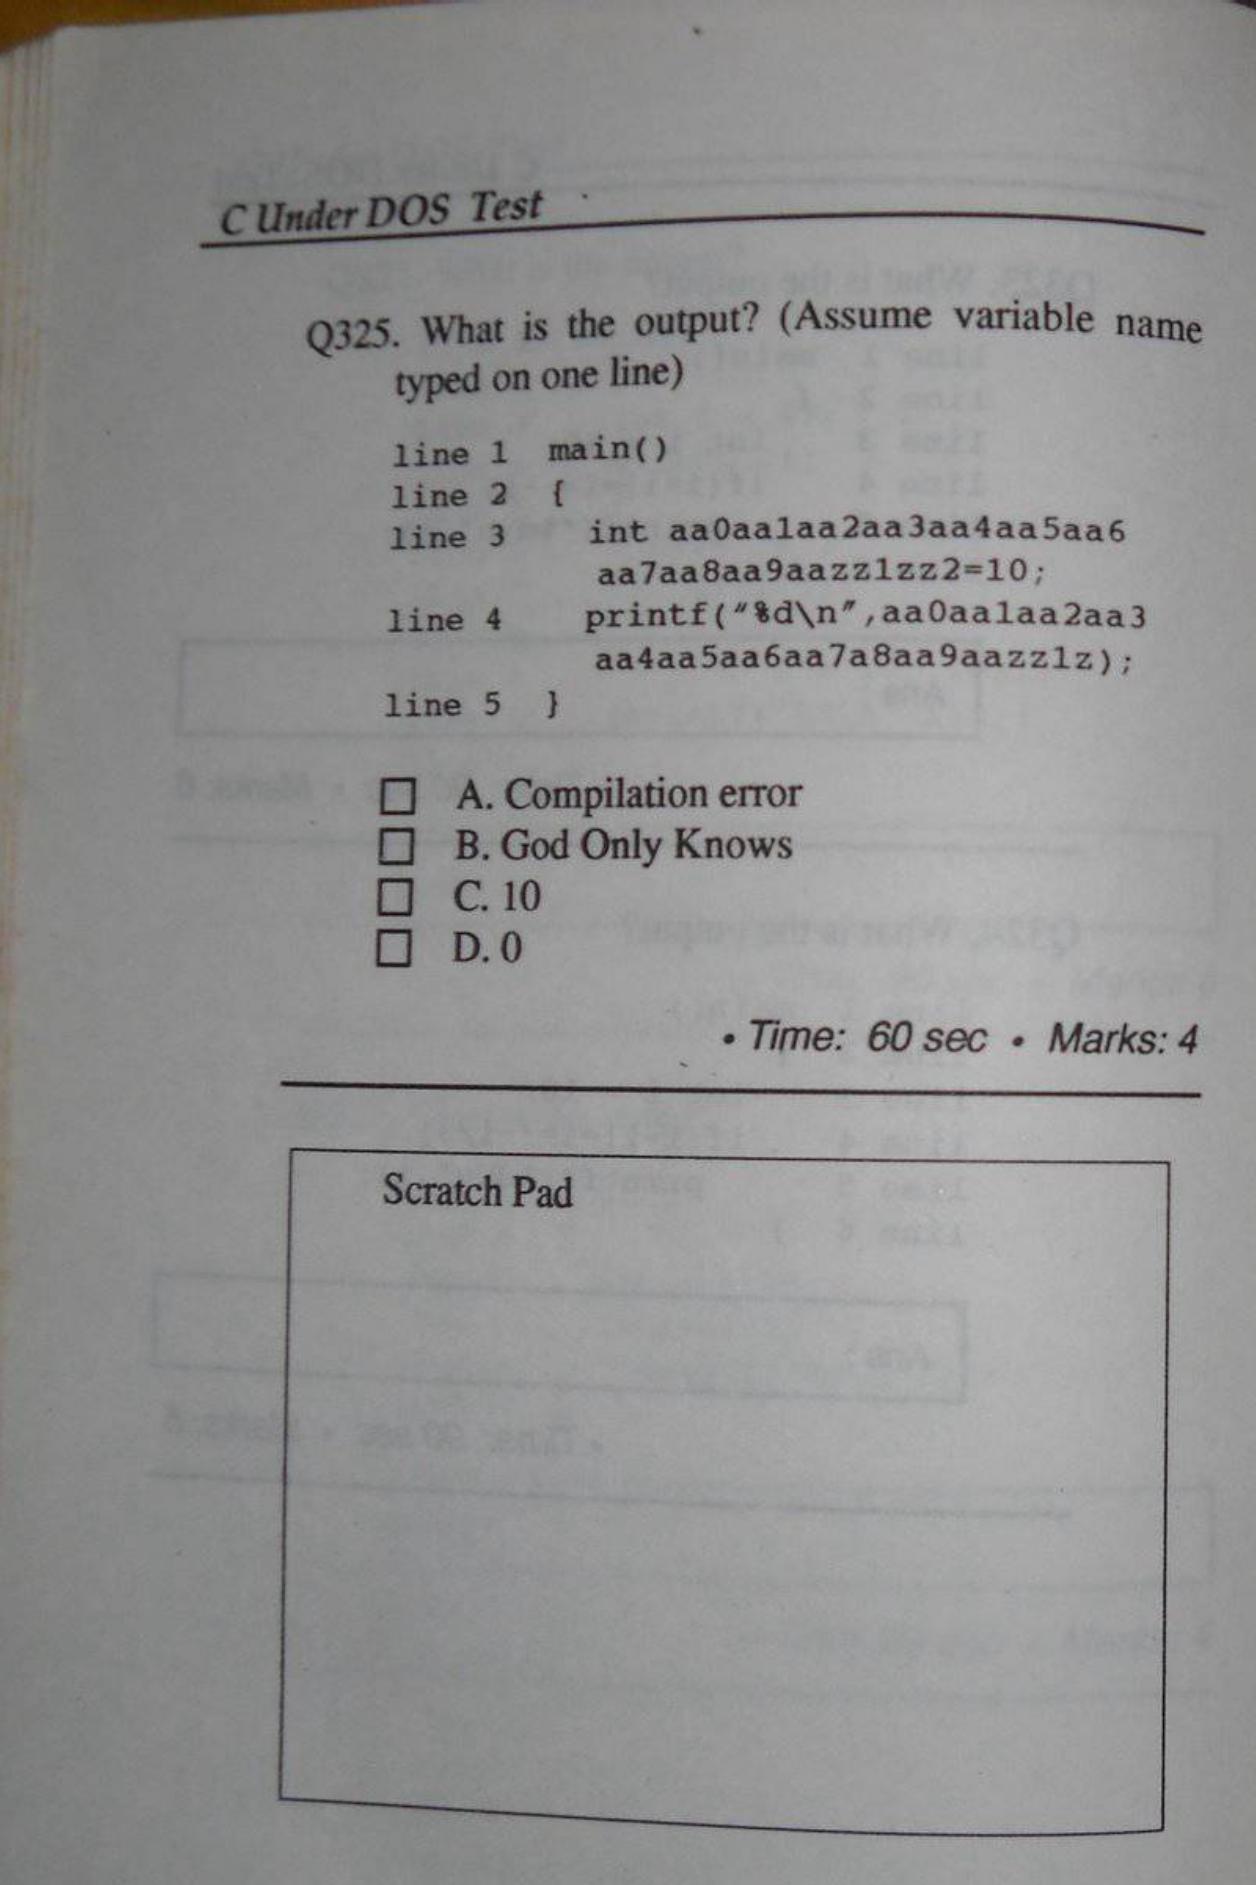 C Under DOS Test
Q325. What is the output? (Assume variable name
typed on one line)
line 1 main()
line 2 {
line 3 int aa0aa1aa2aa3aa4aa5aa6
aa7aa8aa9aazz1zz2=10;
line 4 printf("%d\n",aa0aa1aa2aa3
aa4aa5aa6aa7a8aa9aazz1z);
line 5 }
A. Compilation error
B. God Only Knows
C. 10
D. 0
• Time: 60 sec • Marks: 4
Scratch Pad